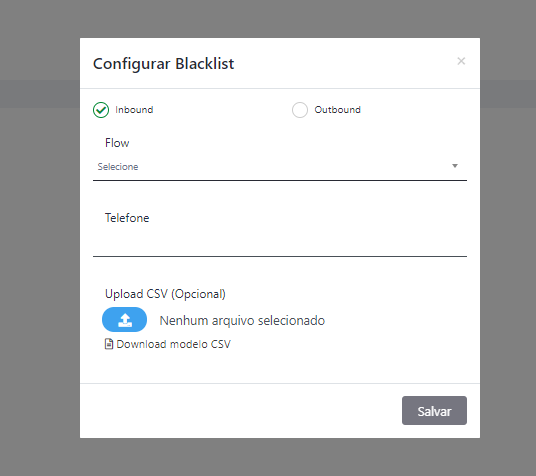 Configurar Blacklist ×
Inbound Outbound
Flow
Selecione
Telefone
Upload CSV (Opcional)
Nenhum arquivo selecionado
Download modelo CSV
Salvar